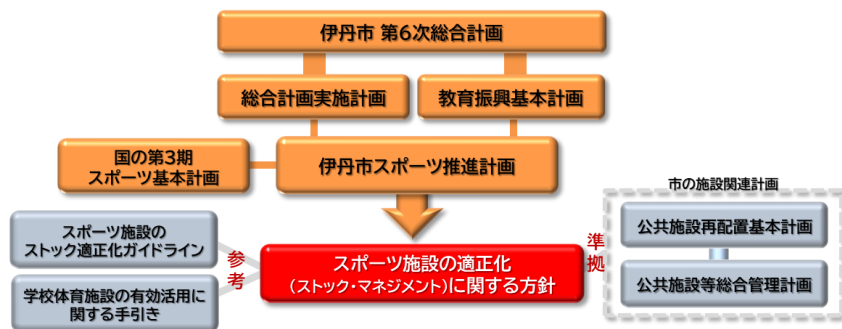 伊丹市 第6次総合計画
総合計画実施計画
教育振興基本計画
国の第3期
スポーツ基本計画
伊丹市スポーツ推進計画
市の施設関連計画
スポーツ施設の
ストック適正化ガイドライン
学校体育施設の有効活用に
関する手引き
参考
スポーツ施設の適正化
(ストック・マネジメント)に関する方針
準拠
公共施設再配置基本計画
公共施設等総合管理計画